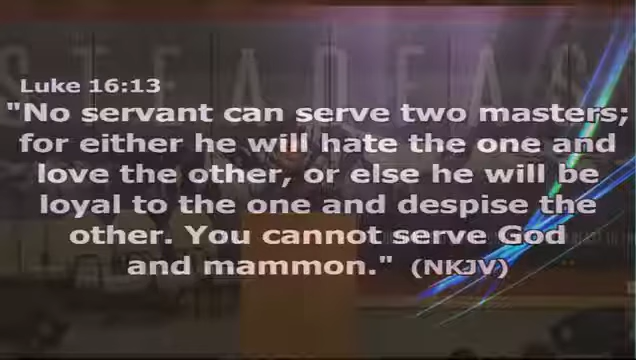 STEADFAS
Luke 16:13
"No servant can serve two masters;
for either he will hate the one and
love the other, or else he will be
loyal to the one and despise the
other. You cannot serve God
and mammon." (NKJV)